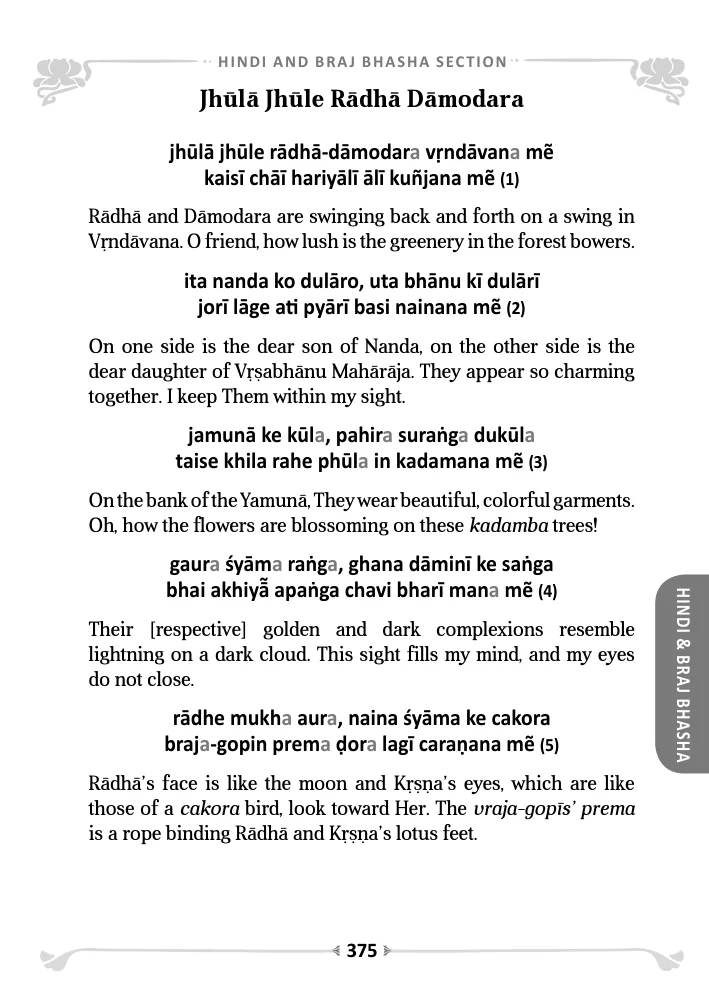 HINDI AND BRAJ BHASHA SECTION
Jhūlā Jhūle Rādhā Dāmodara
jhūlā jhūle rādhā-dāmodara vṛndāvana mẽ
kaisī chāī hariyālī ālī kuñjana mẽ (1)
Rādhā and Dāmodara are swinging back and forth on a swing in
Vṛndāvana. O friend, how lush is the greenery in the forest bowers.
ita nanda ko dulāro, uta bhānu kī dulārī
jorī lāge ati pyārī basi nainana mẽ (2)
On one side is the dear son of Nanda, on the other side is the
dear daughter of Vṛṣabhānu Mahārāja. They appear so charming
together. I keep Them within my sight.
jamunā ke kūla, pahira suraṅga dukūla
taise khila rahe phūla in kadamana mẽ (3)
On the bank of the Yamunā, They wear beautiful, colorful garments.
Oh, how the flowers are blossoming on these kadamba trees!
gaura śyāma raṅga, ghana dāminī ke saṅga
bhai akhiyā̃ apaṅga chavi bharī mana mẽ (4)
Their [respective] golden and dark complexions resemble
lightning on a dark cloud. This sight fills my mind, and my eyes
do not close.
rādhe mukha aura, naina śyāma ke cakora
braja-gopin prema ḍora lagī caraṇana mẽ (5)
Rādhā's face is like the moon and Kṛṣṇa's eyes, which are like
those of a cakora bird, look toward Her. The vraja-gopīs' prema
is a rope binding Rādhā and Kṛṣṇa's lotus feet.
HINDI & BRAJ BHASHA
375